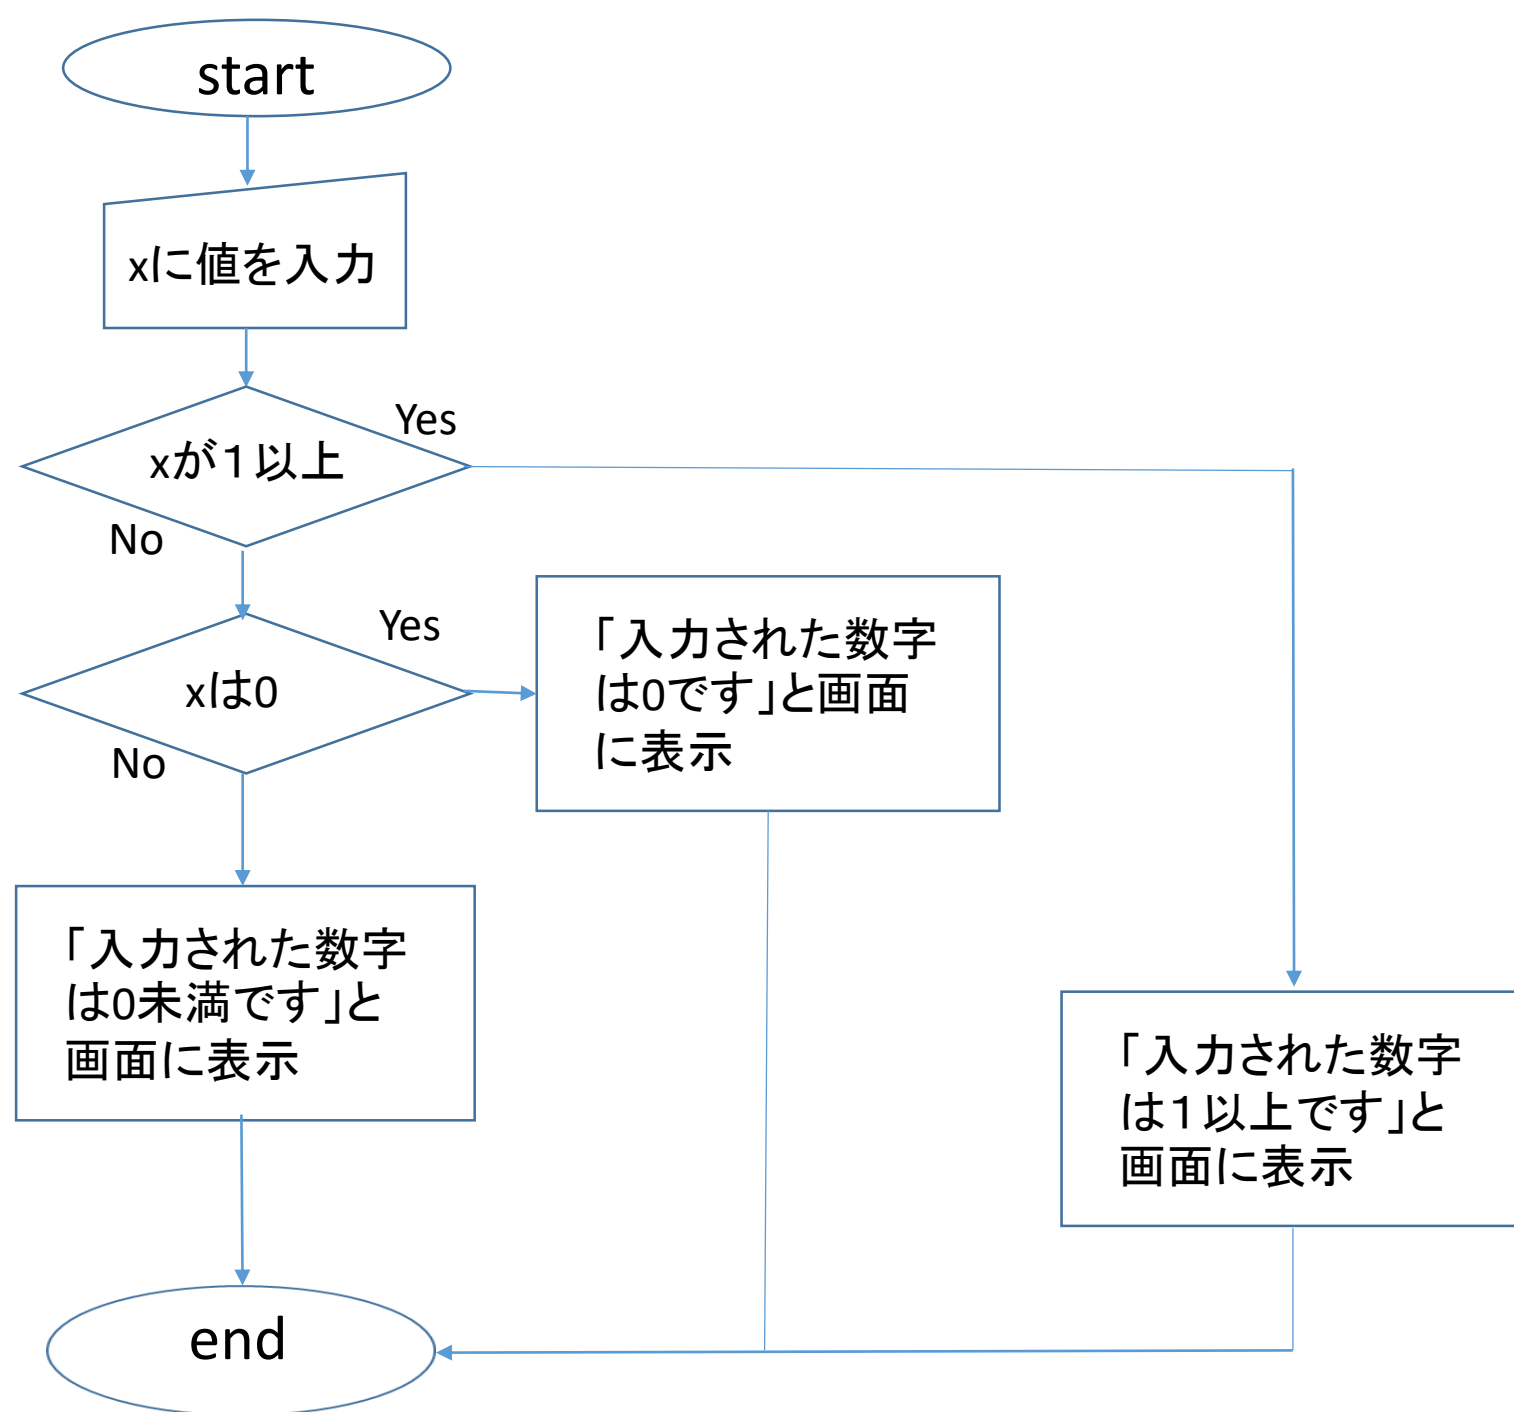 start
xに値を入力
Yes
xが１以上
No
Yes
xは0
No
「入力された数字
は0です」と画面
に表示
「入力された数字
は0未満です」と
画面に表示
「入力された数字
は１以上です」と
画面に表示
end